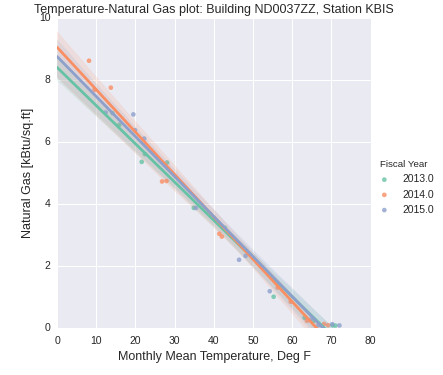 Temperature-Natural Gas plot: Building ND0037ZZ, Station KBIS
10
8
6
4
2
0
Natural Gas [kBtu/sq.ft]
0 10 20 30 40 50 60 70 80
Monthly Mean Temperature, Deg F
Fiscal Year
2013.0
2014.0
2015.0